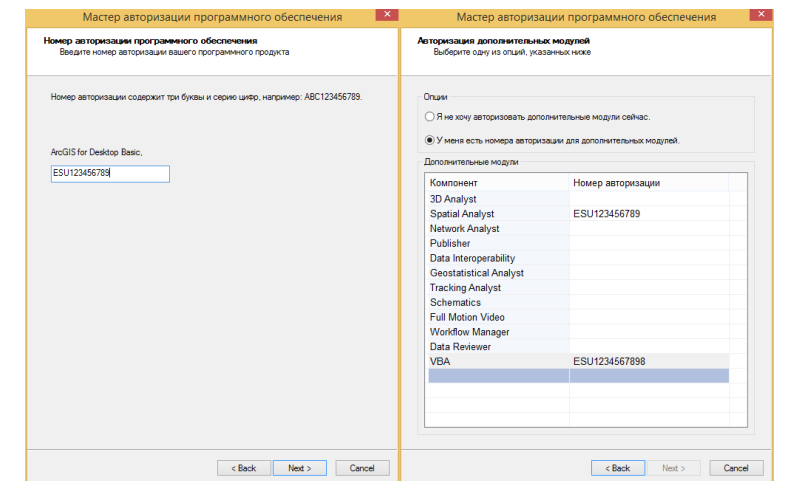 Мастер авторизации программного обеспечения
Номер авторизации программного обеспечения
Введите номер авторизации вашего программного продукта
Номер авторизации содержит три буквы и серию цифр, например: ABC123456789.
ArcGIS for Desktop Basic,
ESU123456789
< Back Next > Cancel
Мастер авторизации программного обеспечения
Авторизация дополнительных модулей
Выберите одну из опций, указанных ниже
Опции
Я не хочу авторизовать дополнительные модули сейчас.
У меня есть номера авторизации для дополнительных модулей.
Дополнительные модули
Компонент Номер авторизации
3D Analyst
Spatial Analyst ESU123456789
Network Analyst
Publisher
Data Interoperability
Geostatistical Analyst
Tracking Analyst
Schematics
Full Motion Video
Workflow Manager
Data Reviewer
VBA ESU1234567898
< Back Next > Cancel